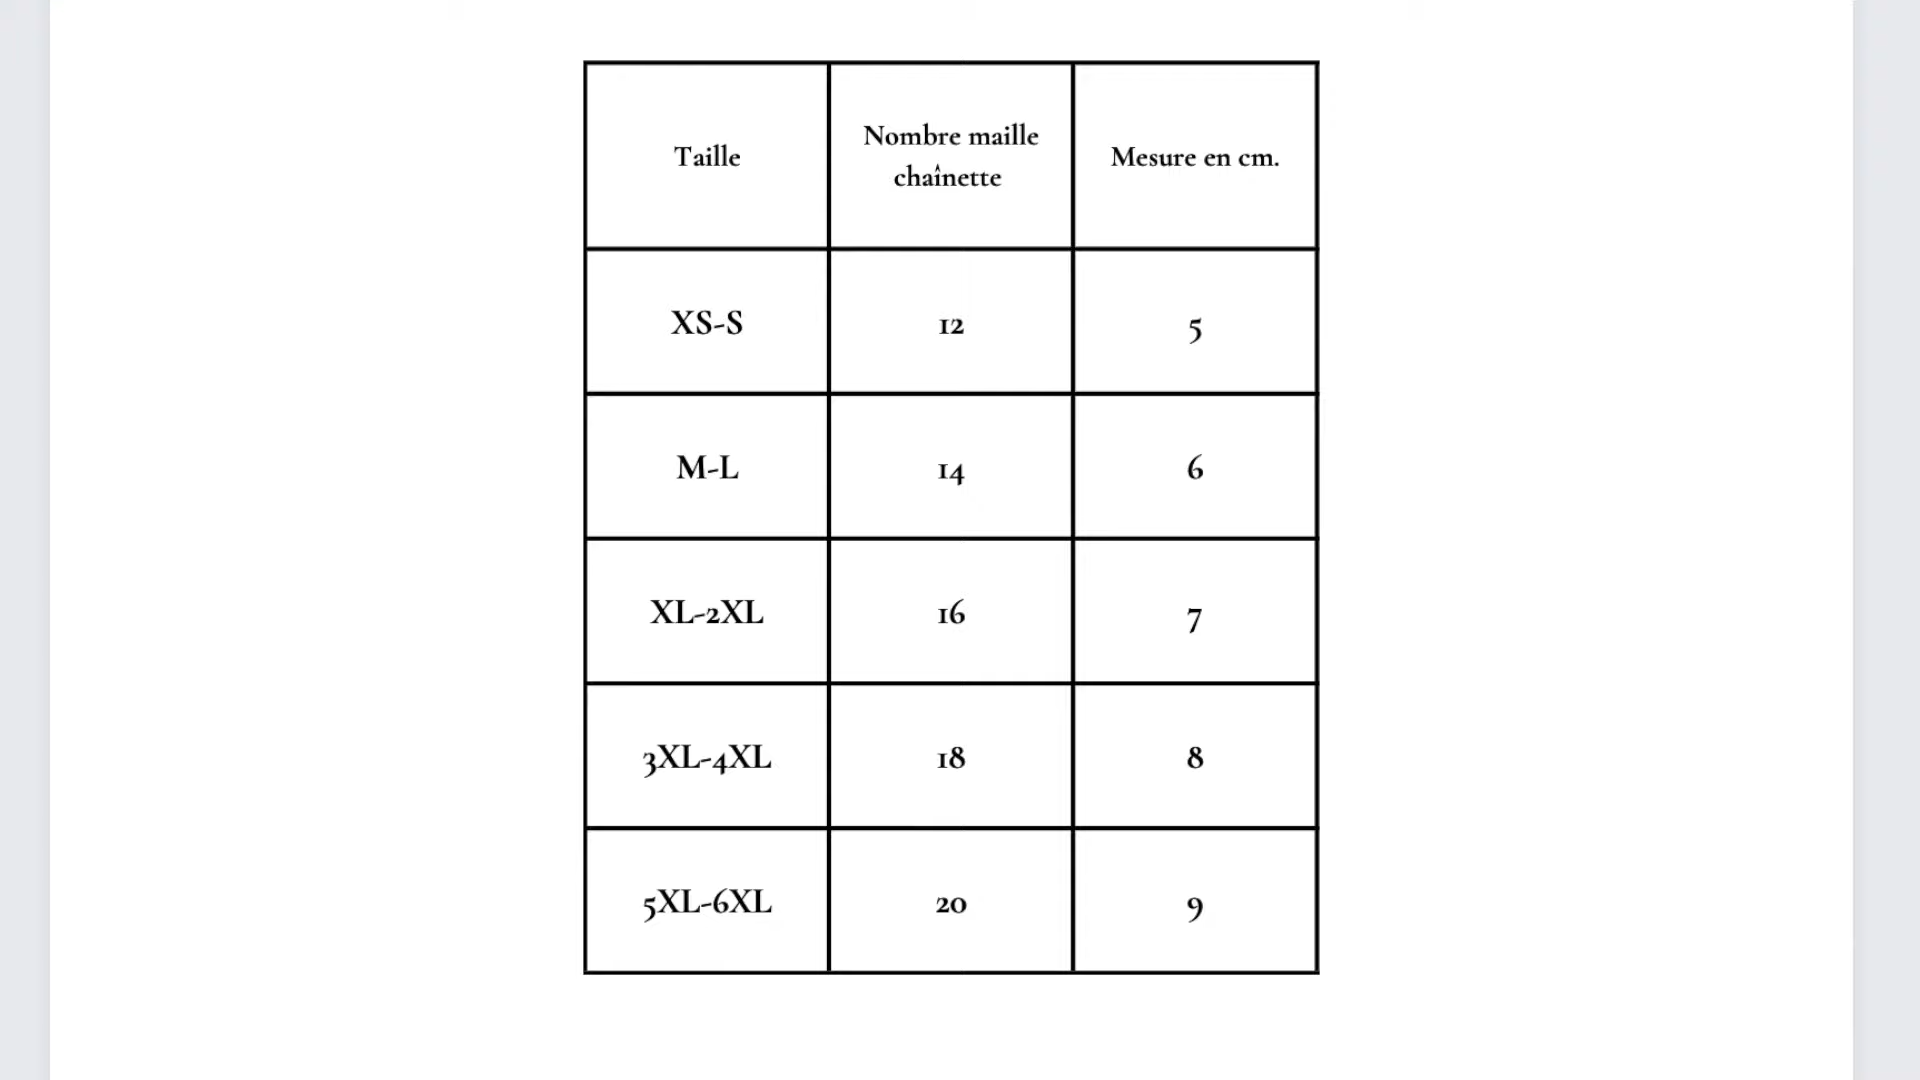 Taille
Nombre maille
chaînette
Mesure en cm.
XS-S
12
5
M-L
14
6
XL-2XL
16
7
3XL-4XL
18
8
5XL-6XL
20
9